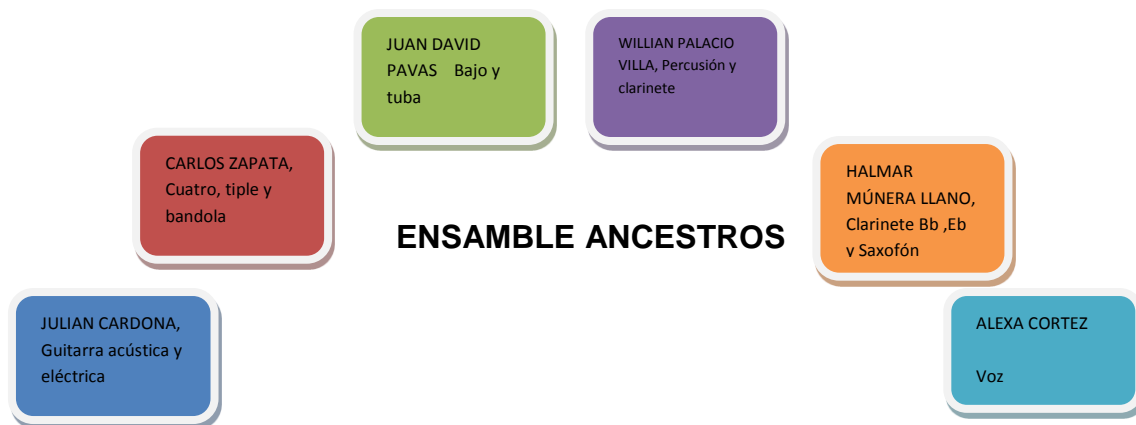 JUAN DAVID
PAVAS Bajo y
tuba
WILLIAN PALACIO
VILLA, Percusión y
clarinete
CARLOS ZAPATA,
Cuatro, tiple y
bandola
HALMAR
MÚNERA LLANO,
Clarinete Bb ,Eb
y Saxofón
ENSAMBLE ANCESTROS
JULIAN CARDONA,
Guitarra acústica y
eléctrica
ALEXA CORTEZ
Voz